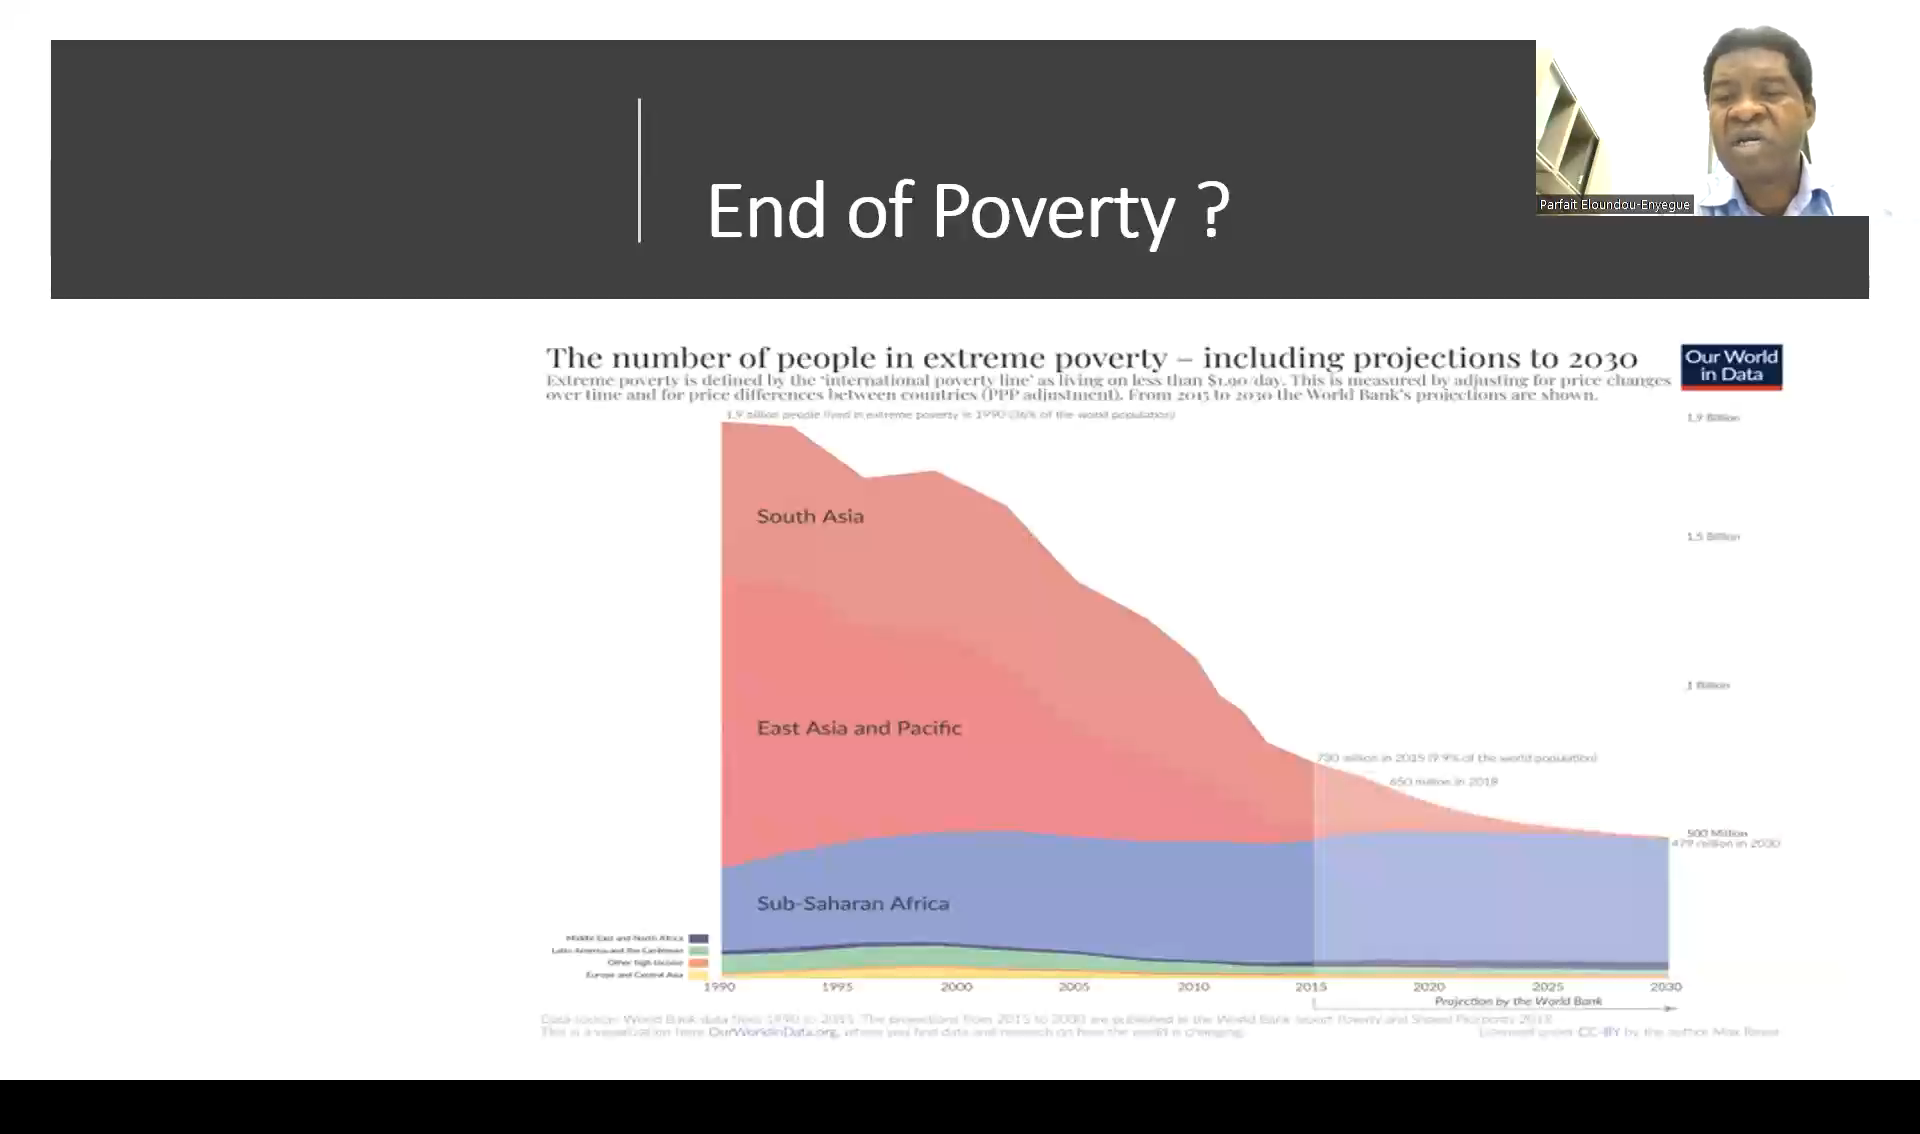 End of Poverty ?
Parfait Eloundou-Enyegue
The number of people in extreme poverty – including projections to 2030
Our World
in Data
Extreme poverty is defined by the 'international poverty line' as living on less than $1.90/day. This is measured by adjusting for price changes
over time and for price differences between countries (PPP adjustment). From 2015 to 2030 the World Bank's projections are shown.
1.9 billion people lived in extreme poverty in 1990 (36% of the world population)
1.9 Billion
South Asia
1.5 Billion
1 Billion
East Asia and Pacific
730 million in 2015 (9.9% of the world population)
650 million in 2018
500 Million
479 million in 2030
Sub-Saharan Africa
Middle East and North Africa
Latin America and the Caribbean
Other high-income
Europe and Central Asia
1990 1995 2000 2005 2010 2015 2020 2025 2030
Projection by the World Bank
Data source: World Bank data from 1990 to 2015. The projections from 2015 to 2030 are published in the World Bank report Poverty and Shared Prosperity 2018.
This is a visualization from OurWorldinData.org, where you find data and research on how the world is changing.
Licensed under CC-BY by the author Max Roser